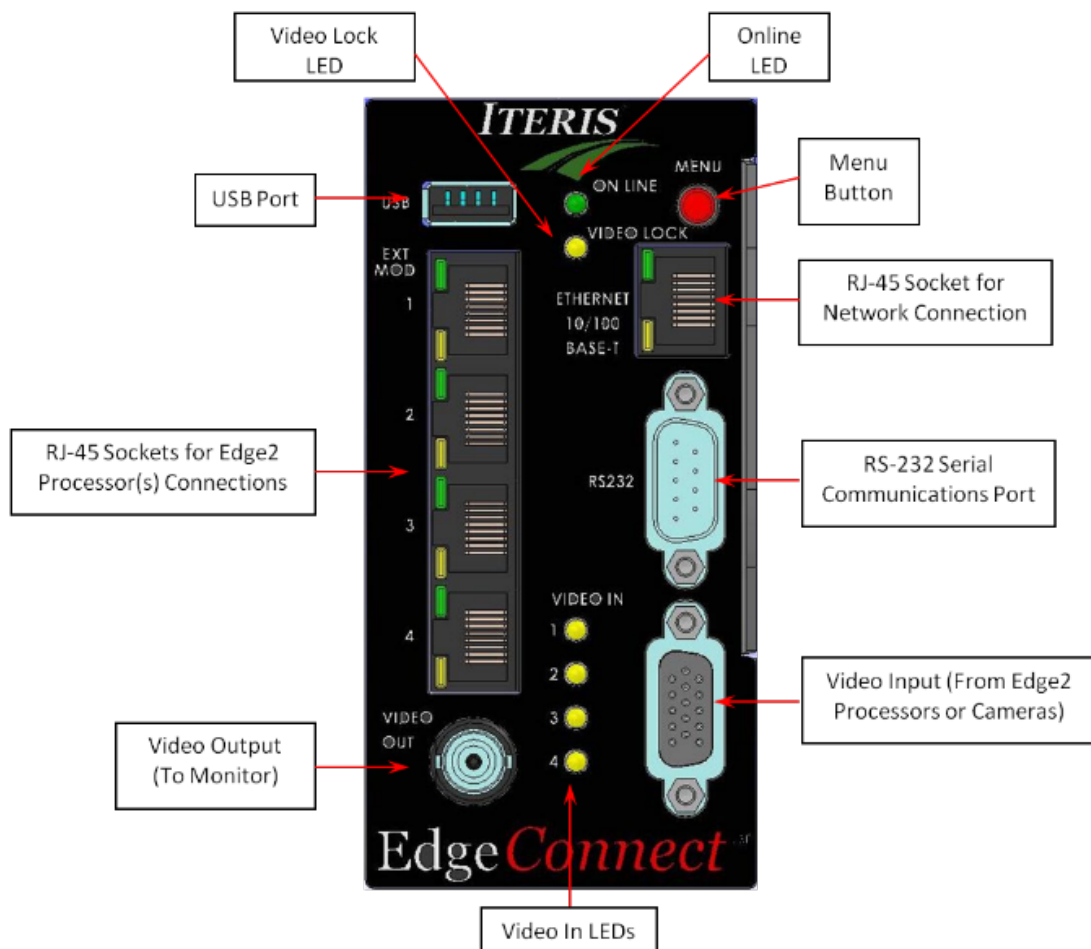 Video Lock
LED
Online
LED
ITERIS
USB Port
USB
ON LINE
MENU
Menu
Button
VIDEO LOCK
EXT
MOD
1
ETHERNET
10/100
BASE-T
RJ-45 Socket for
Network Connection
2
RJ-45 Sockets for Edge2
Processor(s) Connections
RS232
RS-232 Serial
Communications Port
3
4
VIDEO IN
1
2
3
4
Video Input (From Edge2
Processors or Cameras)
VIDEO
OUT
Video Output
(To Monitor)
Edge Connect
Video In LEDs